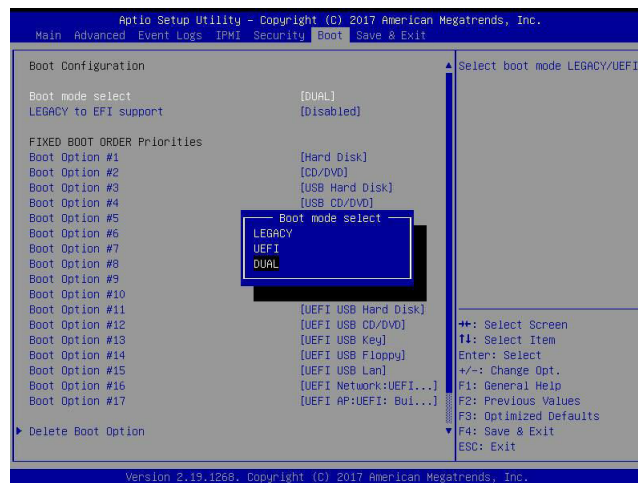 Aptio Setup Utility – Copyright (C) 2017 American Megatrends, Inc.
Main Advanced Event Logs IPMI Security Boot Save & Exit
Boot Configuration
Boot mode select [DUAL]
LEGACY to EFI support [Disabled]
FIXED BOOT ORDER Priorities
Boot Option #1 [Hard Disk]
Boot Option #2 [CD/DVD]
Boot Option #3 [USB Hard Disk]
Boot Option #4 [USB CD/DVD]
Boot Option #5
Boot Option #6
Boot Option #7
Boot Option #8
Boot Option #9
Boot Option #10
Boot Option #11 [UEFI USB Hard Disk]
Boot Option #12 [UEFI USB CD/DVD]
Boot Option #13 [UEFI USB Key]
Boot Option #14 [UEFI USB Floppy]
Boot Option #15 [UEFI USB Lan]
Boot Option #16 [UEFI Network:UEFI...]
Boot Option #17 [UEFI AP:UEFI: Bui...]
Delete Boot Option
Boot mode select
LEGACY
UEFI
DUAL
Select boot mode LEGACY/UEFI
→←: Select Screen
↑↓: Select Item
Enter: Select
+/-: Change Opt.
F1: General Help
F2: Previous Values
F3: Optimized Defaults
F4: Save & Exit
ESC: Exit
Version 2.19.1268. Copyright (C) 2017 American Megatrends, Inc.